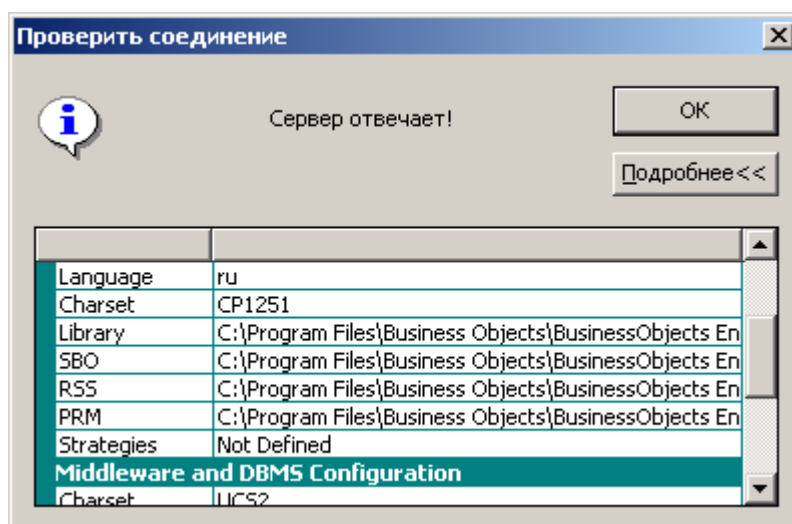 Проверить соединение
Сервер отвечает!
OK
Подробнее<<
Language ru
Charset CP1251
Library C:\Program Files\Business Objects\BusinessObjects En
SBO C:\Program Files\Business Objects\BusinessObjects En
RSS C:\Program Files\Business Objects\BusinessObjects En
PRM C:\Program Files\Business Objects\BusinessObjects En
Strategies Not Defined
Middleware and DBMS Configuration
Charset UCS2